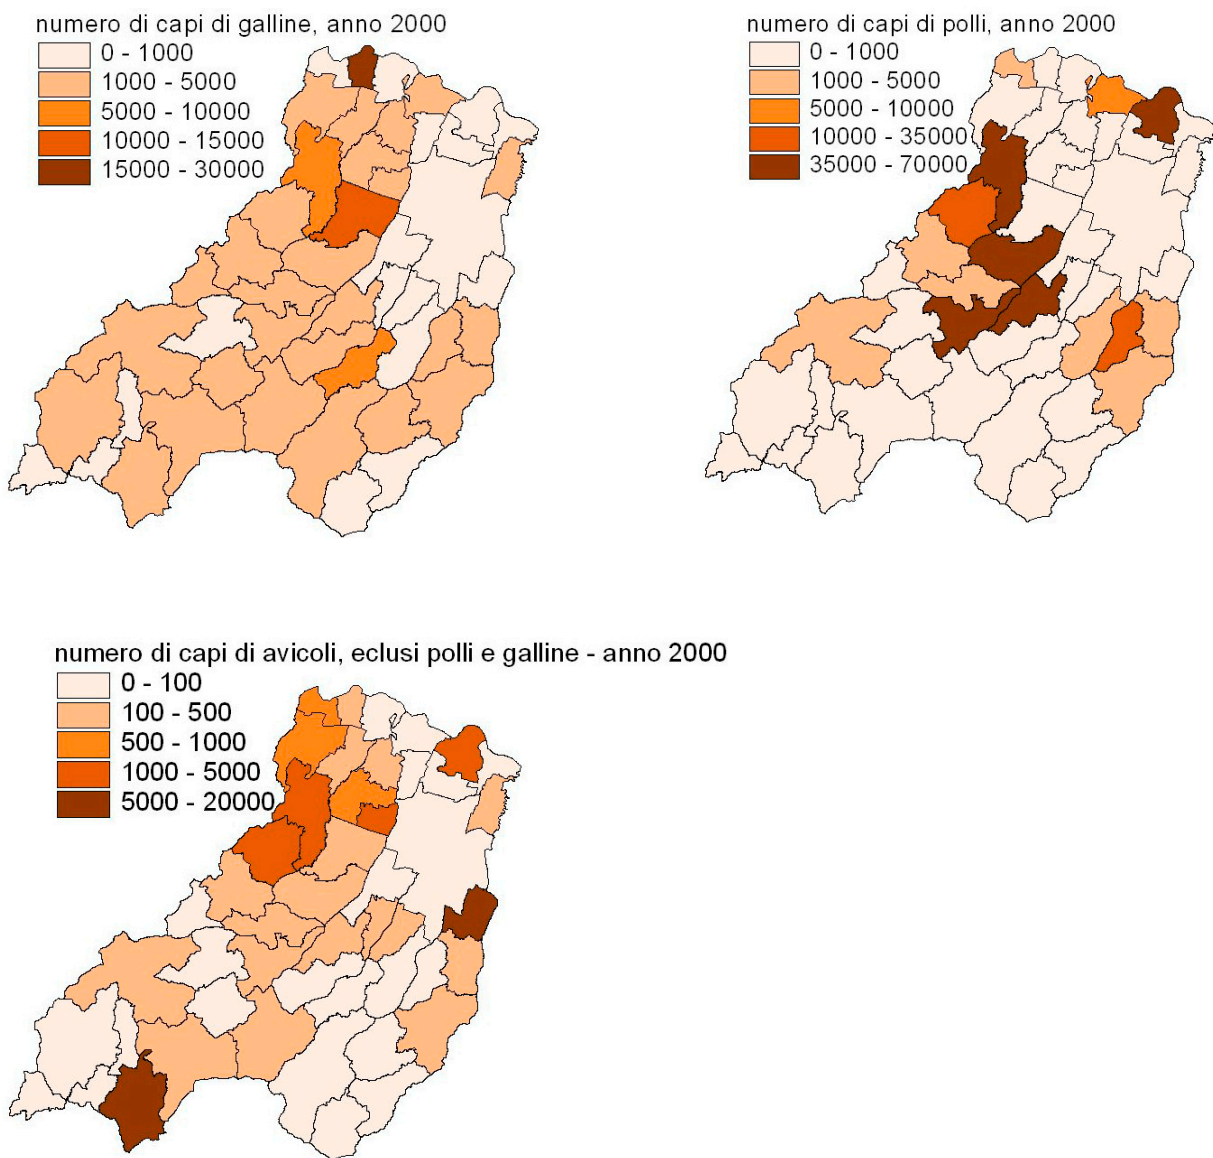 numero di capi di galline, anno 2000
0 - 1000
1000 - 5000
5000 - 10000
10000 - 15000
15000 - 30000
numero di capi di polli, anno 2000
0 - 1000
1000 - 5000
5000 - 10000
10000 - 35000
35000 - 70000
numero di capi di avicoli, eclusi polli e galline - anno 2000
0 - 100
100 - 500
500 - 1000
1000 - 5000
5000 - 20000